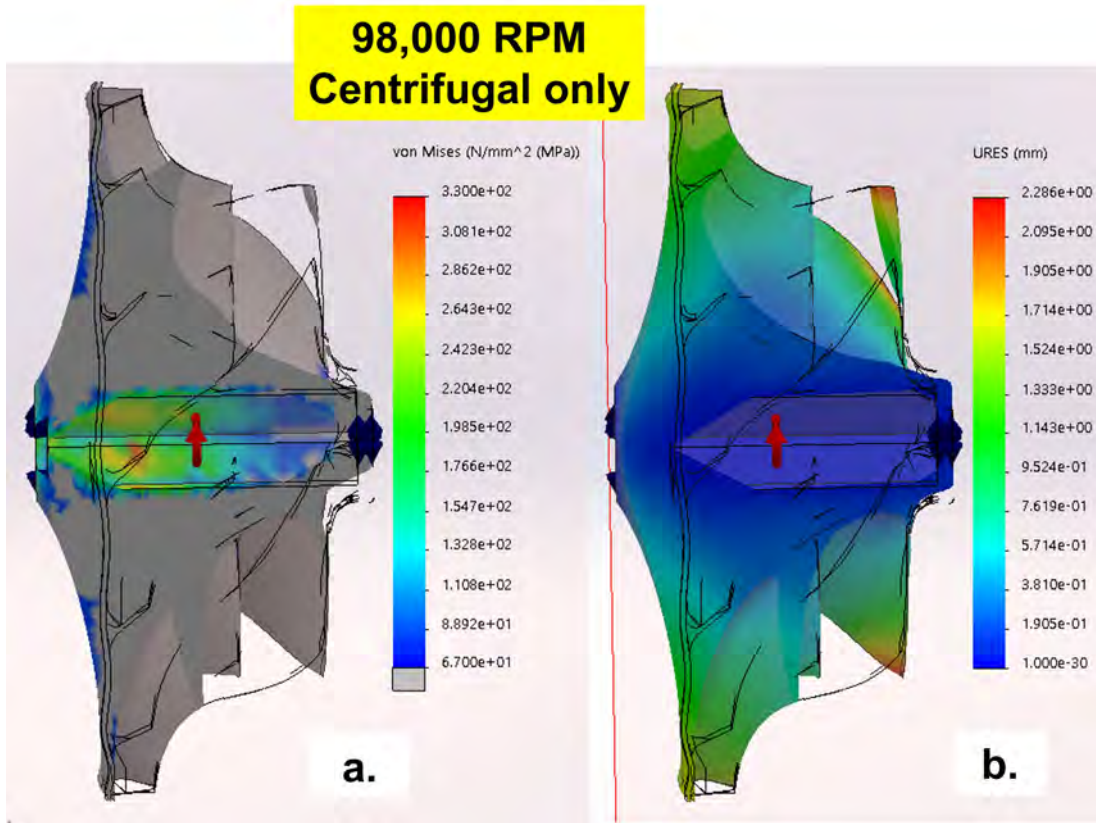 98,000 RPM
Centrifugal only
von Mises (N/mm^2 (MPa))
3.300e+02
3.081e+02
2.862e+02
2.643e+02
2.423e+02
2.204e+02
1.985e+02
1.766e+02
1.547e+02
1.328e+02
1.108e+02
8.892e+01
6.700e+01
a.
URES (mm)
2.286e+00
2.095e+00
1.905e+00
1.714e+00
1.524e+00
1.333e+00
1.143e+00
9.524e-01
7.619e-01
5.714e-01
3.810e-01
1.905e-01
1.000e-30
b.